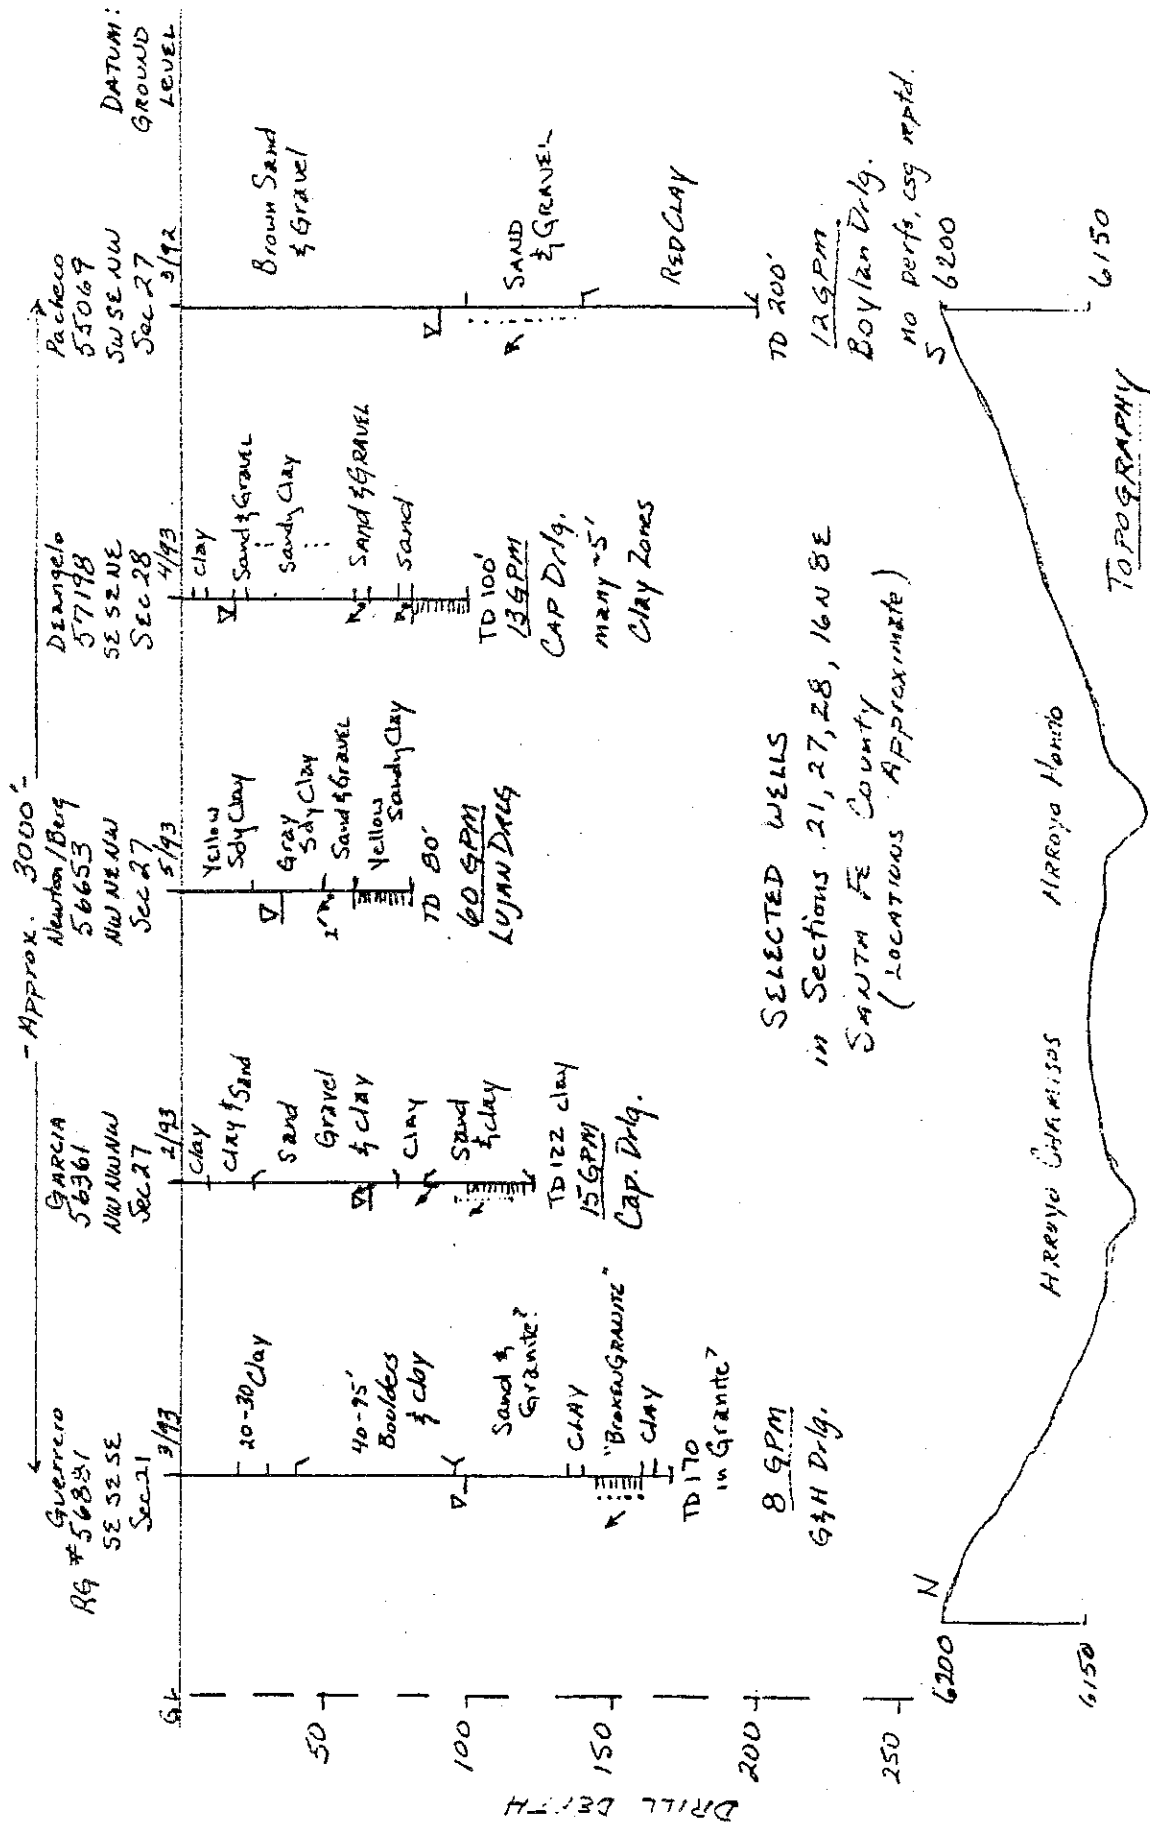 - Approx. 3000' -
DATUM:
GROUND
LEVEL
Guerrero
RG # 56831
SE SE SE
Sec 21 3/93
20-30 Clay
40-95'
Boulders
& Clay
Sand &
Granite?
CLAY
"BROKEN GRANITE"
CLAY
TD 170
in Granite?
8 GPM
G&H Drlg.
GARCIA
56361
NW NW NW
Sec 27 2/93
Clay
Clay & Sand
Sand
Gravel
& Clay
Clay
Sand
& Clay
TD 122 Clay
15 GPM
Cap. Drlg.
Newton/Berg
56653
NW NE NW
Sec 27 5/93
Yellow
Sdy Clay
Gray
Sdy Clay
Sand & Gravel
Yellow
Sandy Clay
TD 80'
60 GPM
LUJAN DRLG
Deangelo
57198
SE SE NE
SEC 28 4/93
Clay
Sand & Gravel
Sandy Clay
SAND & GRAVEL
Sand
TD 100'
13 GPM
CAP Drlg.
many ~5'
Clay Zones
Pacheco
55069
SW SE NW
Sec 27 3/92
Brown Sand
& Gravel
SAND
& GRAVEL
RED CLAY
TD 200'
12 GPM
Boylan Drlg.
no perfs, csg reptd.
GL
50
100
150
200
250
DRILL DEPTH
SELECTED WELLS
in Sections 21, 27, 28, 16N 8E
SANTA FE COUNTY
(LOCATIONS Approximate)
N
S
6200
6200
6150
6150
ARROYO CHAMISOS
ARROYO Hondo
TOPOGRAPHY